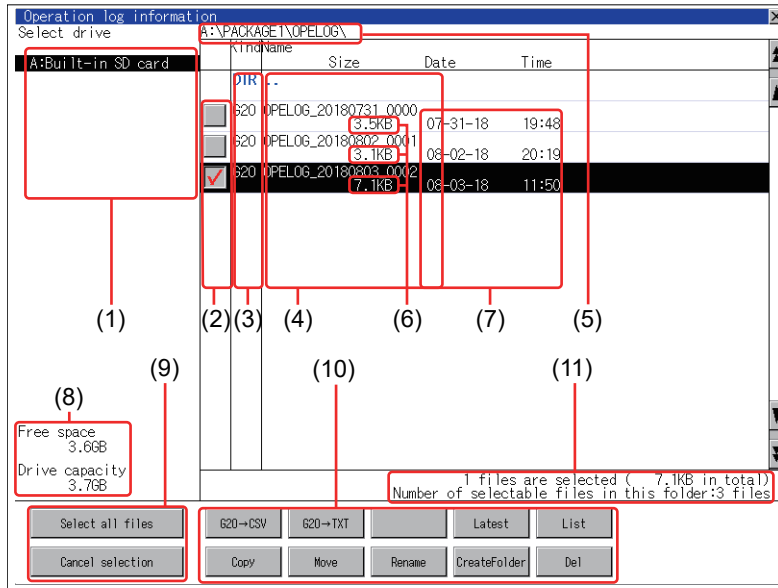 Operation log information
Select drive
A:\PACKAGE1\OPELOG\
Kind Name
Size Date Time
A:Built-in SD card
DIR ..
G20 OPELOG_20180731_0000
3.5KB 07-31-18 19:48
G20 OPELOG_20180802_0001
3.1KB 08-02-18 20:19
G20 OPELOG_20180803_0002
7.1KB 08-03-18 11:50
(1) (2) (3) (4) (6) (7) (5)
(9) (10) (11)
(8)
Free space
3.6GB
Drive capacity
3.7GB
1 files are selected ( 7.1KB in total)
Number of selectable files in this folder:3 files
Select all files G20→CSV G20→TXT Latest List
Cancel selection Copy Move Rename CreateFolder Del